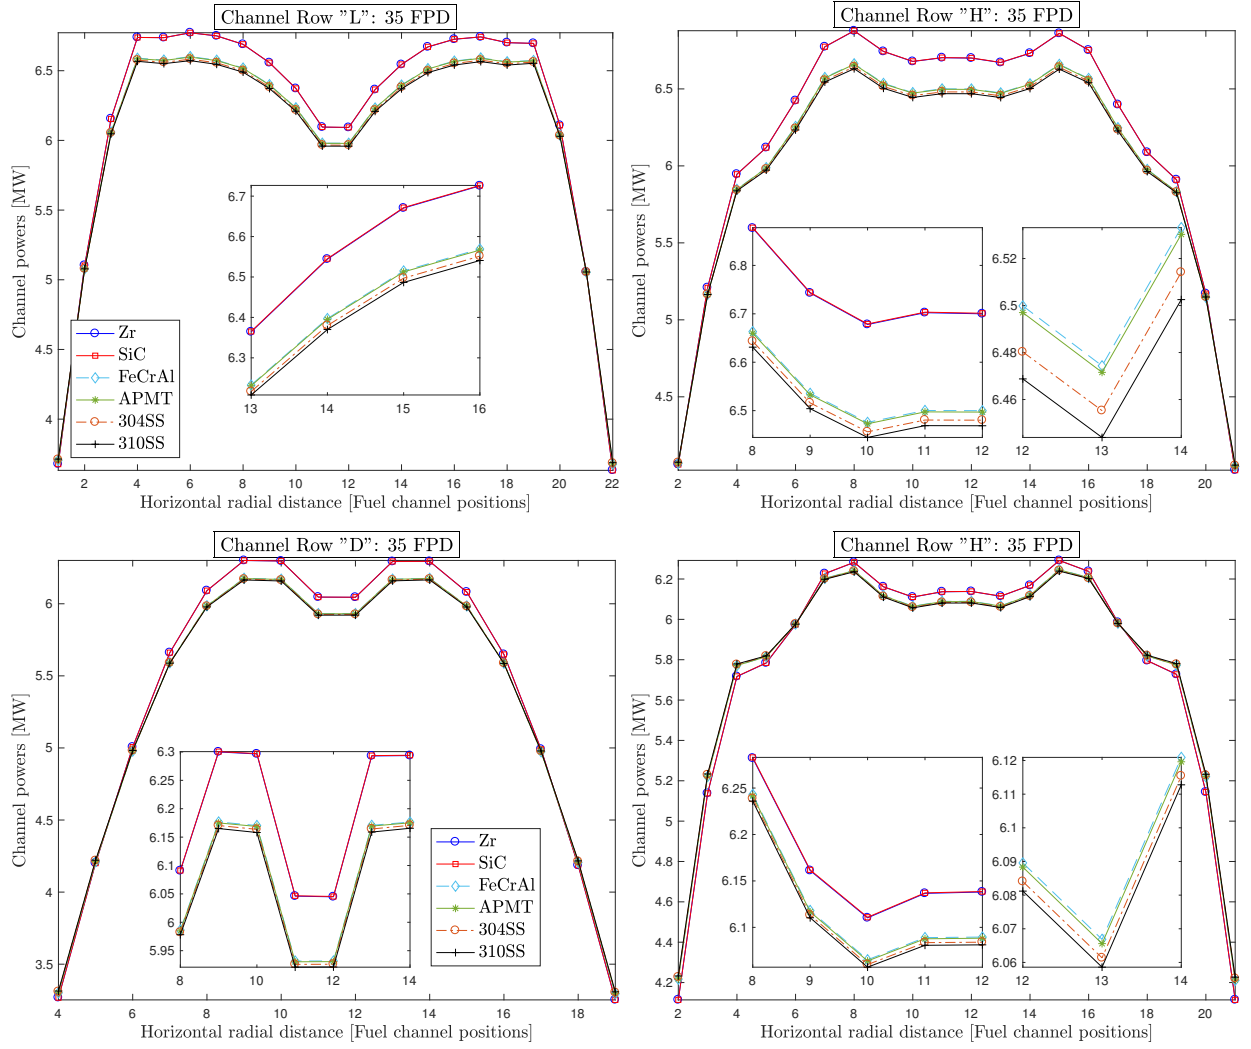 Channel Row "L": 35 FPD
Channel powers [MW]
6.5
6
5.5
5
4.5
4
6.7
6.6
6.5
6.4
6.3
13 14 15 16
Zr
SiC
FeCrAl
APMT
304SS
310SS
2 4 6 8 10 12 14 16 18 20 22
Horizontal radial distance [Fuel channel positions]
Channel Row "H": 35 FPD
Channel powers [MW]
6.5
6
5.5
5
4.5
6.8
6.7
6.6
6.5
8 9 10 11 12
6.52
6.5
6.48
6.46
12 13 14
2 4 6 8 10 12 14 16 18 20
Horizontal radial distance [Fuel channel positions]
Channel Row "D": 35 FPD
Channel powers [MW]
6
5.5
5
4.5
4
3.5
6.3
6.25
6.2
6.15
6.1
6.05
6
5.95
8 10 12 14
Zr
SiC
FeCrAl
APMT
304SS
310SS
4 6 8 10 12 14 16 18
Horizontal radial distance [Fuel channel positions]
Channel Row "H": 35 FPD
Channel powers [MW]
6.2
6
5.8
5.6
5.4
5.2
5
4.8
4.6
4.4
4.2
6.25
6.2
6.15
6.1
8 9 10 11 12
6.12
6.11
6.1
6.09
6.08
6.07
6.06
12 13 14
2 4 6 8 10 12 14 16 18 20
Horizontal radial distance [Fuel channel positions]